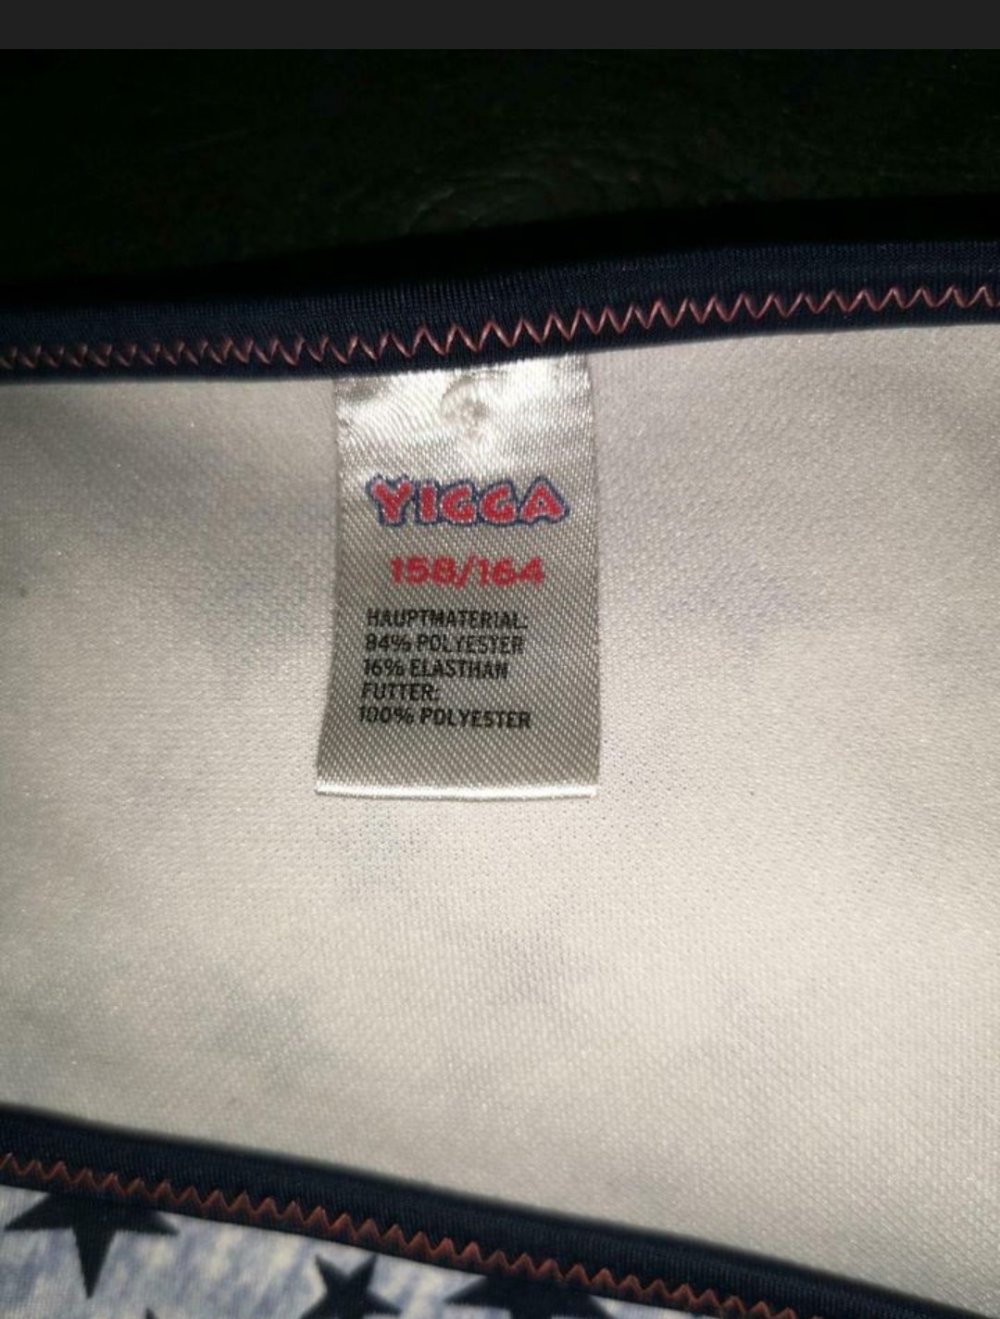 YIGGA
158/164
HAUPTMATERIAL:
84% POLYESTER
16% ELASTHAN
FUTTER:
100% POLYESTER